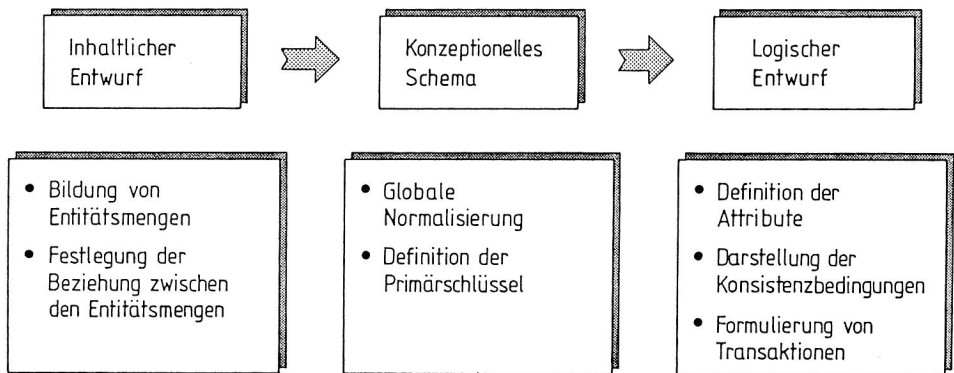 Inhaltlicher
Entwurf
Konzeptionelles
Schema
Logischer
Entwurf
• Bildung von
Entitätsmengen
• Festlegung der
Beziehung zwischen
den Entitätsmengen
• Globale
Normalisierung
• Definition der
Primärschlüssel
• Definition der
Attribute
• Darstellung der
Konsistenzbedingungen
• Formulierung von
Transaktionen